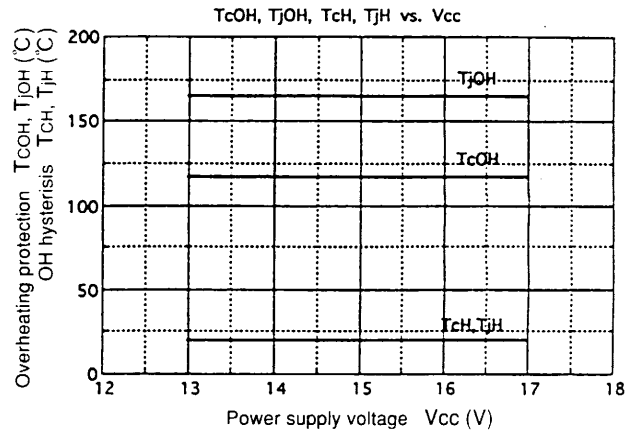 TcOH, TjOH, TcH, TjH vs. Vcc
Overheating protection TCOH, TjOH (℃)
OH hysterisis TCH, TjH (℃)
200
150
100
50
0
TjOH
TcOH
TcH,TjH
12 13 14 15 16 17 18
Power supply voltage Vcc (V)